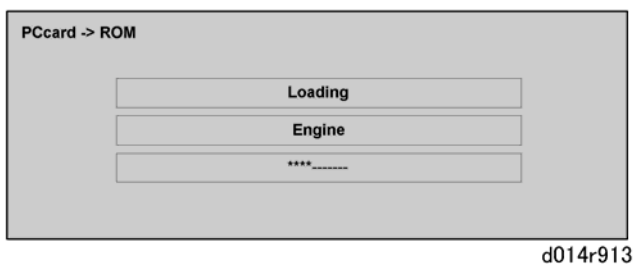 PCcard -> ROM
Loading
Engine
****-------
d014r913